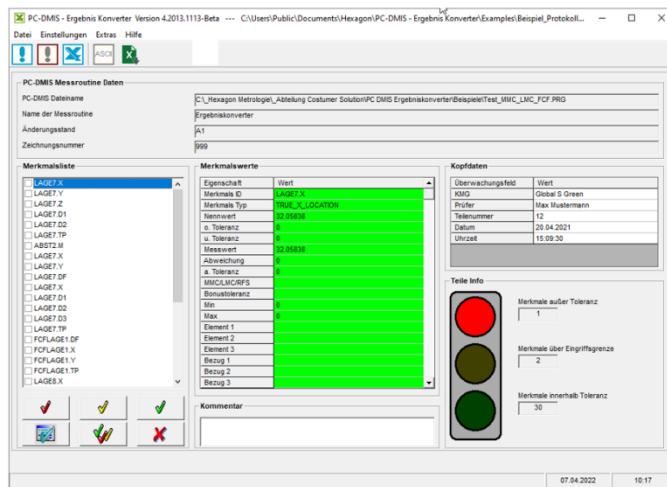 PC-DMIS - Ergebnis Konverter Version 4.2013.1113-Beta --- C:\Users\Public\Documents\Hexagon\PC-DMIS - Ergebnis Konverter\Examples\Beispiel_Protokoll...
Datei Einstellungen Extras Hilfe
ASCII
PC-DMIS Messroutine Daten
PC-DMIS Dateiname C:\_Hexagon Metrologie\_Abteilung Costumer Solution\PC DMIS Ergebniskonverter\Beispiele\Test_MMC_LMC_FCF.PRG
Name der Messroutine Ergebniskonverter
Änderungsstand A1
Zeichnungsnummer 999
Merkmalsliste
LAGE7.X
LAGE7.Y
LAGE7.Z
LAGE7.D1
LAGE7.D2
LAGE7.TP
ABST2.M
LAGE7.X
LAGE7.Y
LAGE7.DF
LAGE7.X
LAGE7.D1
LAGE7.D2
LAGE7.D3
LAGE7.TP
FCFLAGE1.DF
FCFLAGE1.X
FCFLAGE1.Y
FCFLAGE1.TP
LAGE8.X
Merkmalswerte
Eigenschaft Wert
Merkmals ID LAGE7.X
Merkmals Typ TRUE_X_LOCATION
Nennwert 32.05838
o. Toleranz 0
u. Toleranz 0
Messwert 32.05838
Abweichung 0
a. Toleranz 0
MMC/LMC/RFS
Bonustoleranz
Min 0
Max 0
Element 1
Element 2
Element 3
Bezug 1
Bezug 2
Bezug 3
Kommentar
Kopfdaten
Überwachungsfeld Wert
KMG Global S Green
Prüfer Max Mustermann
Teilenummer 12
Datum 20.04.2021
Uhrzeit 15:09:30
Teile Info
Merkmale außer Toleranz
1
Merkmale über Eingriffsgrenze
2
Merkmale innerhalb Toleranz
30
07.04.2022 10:17